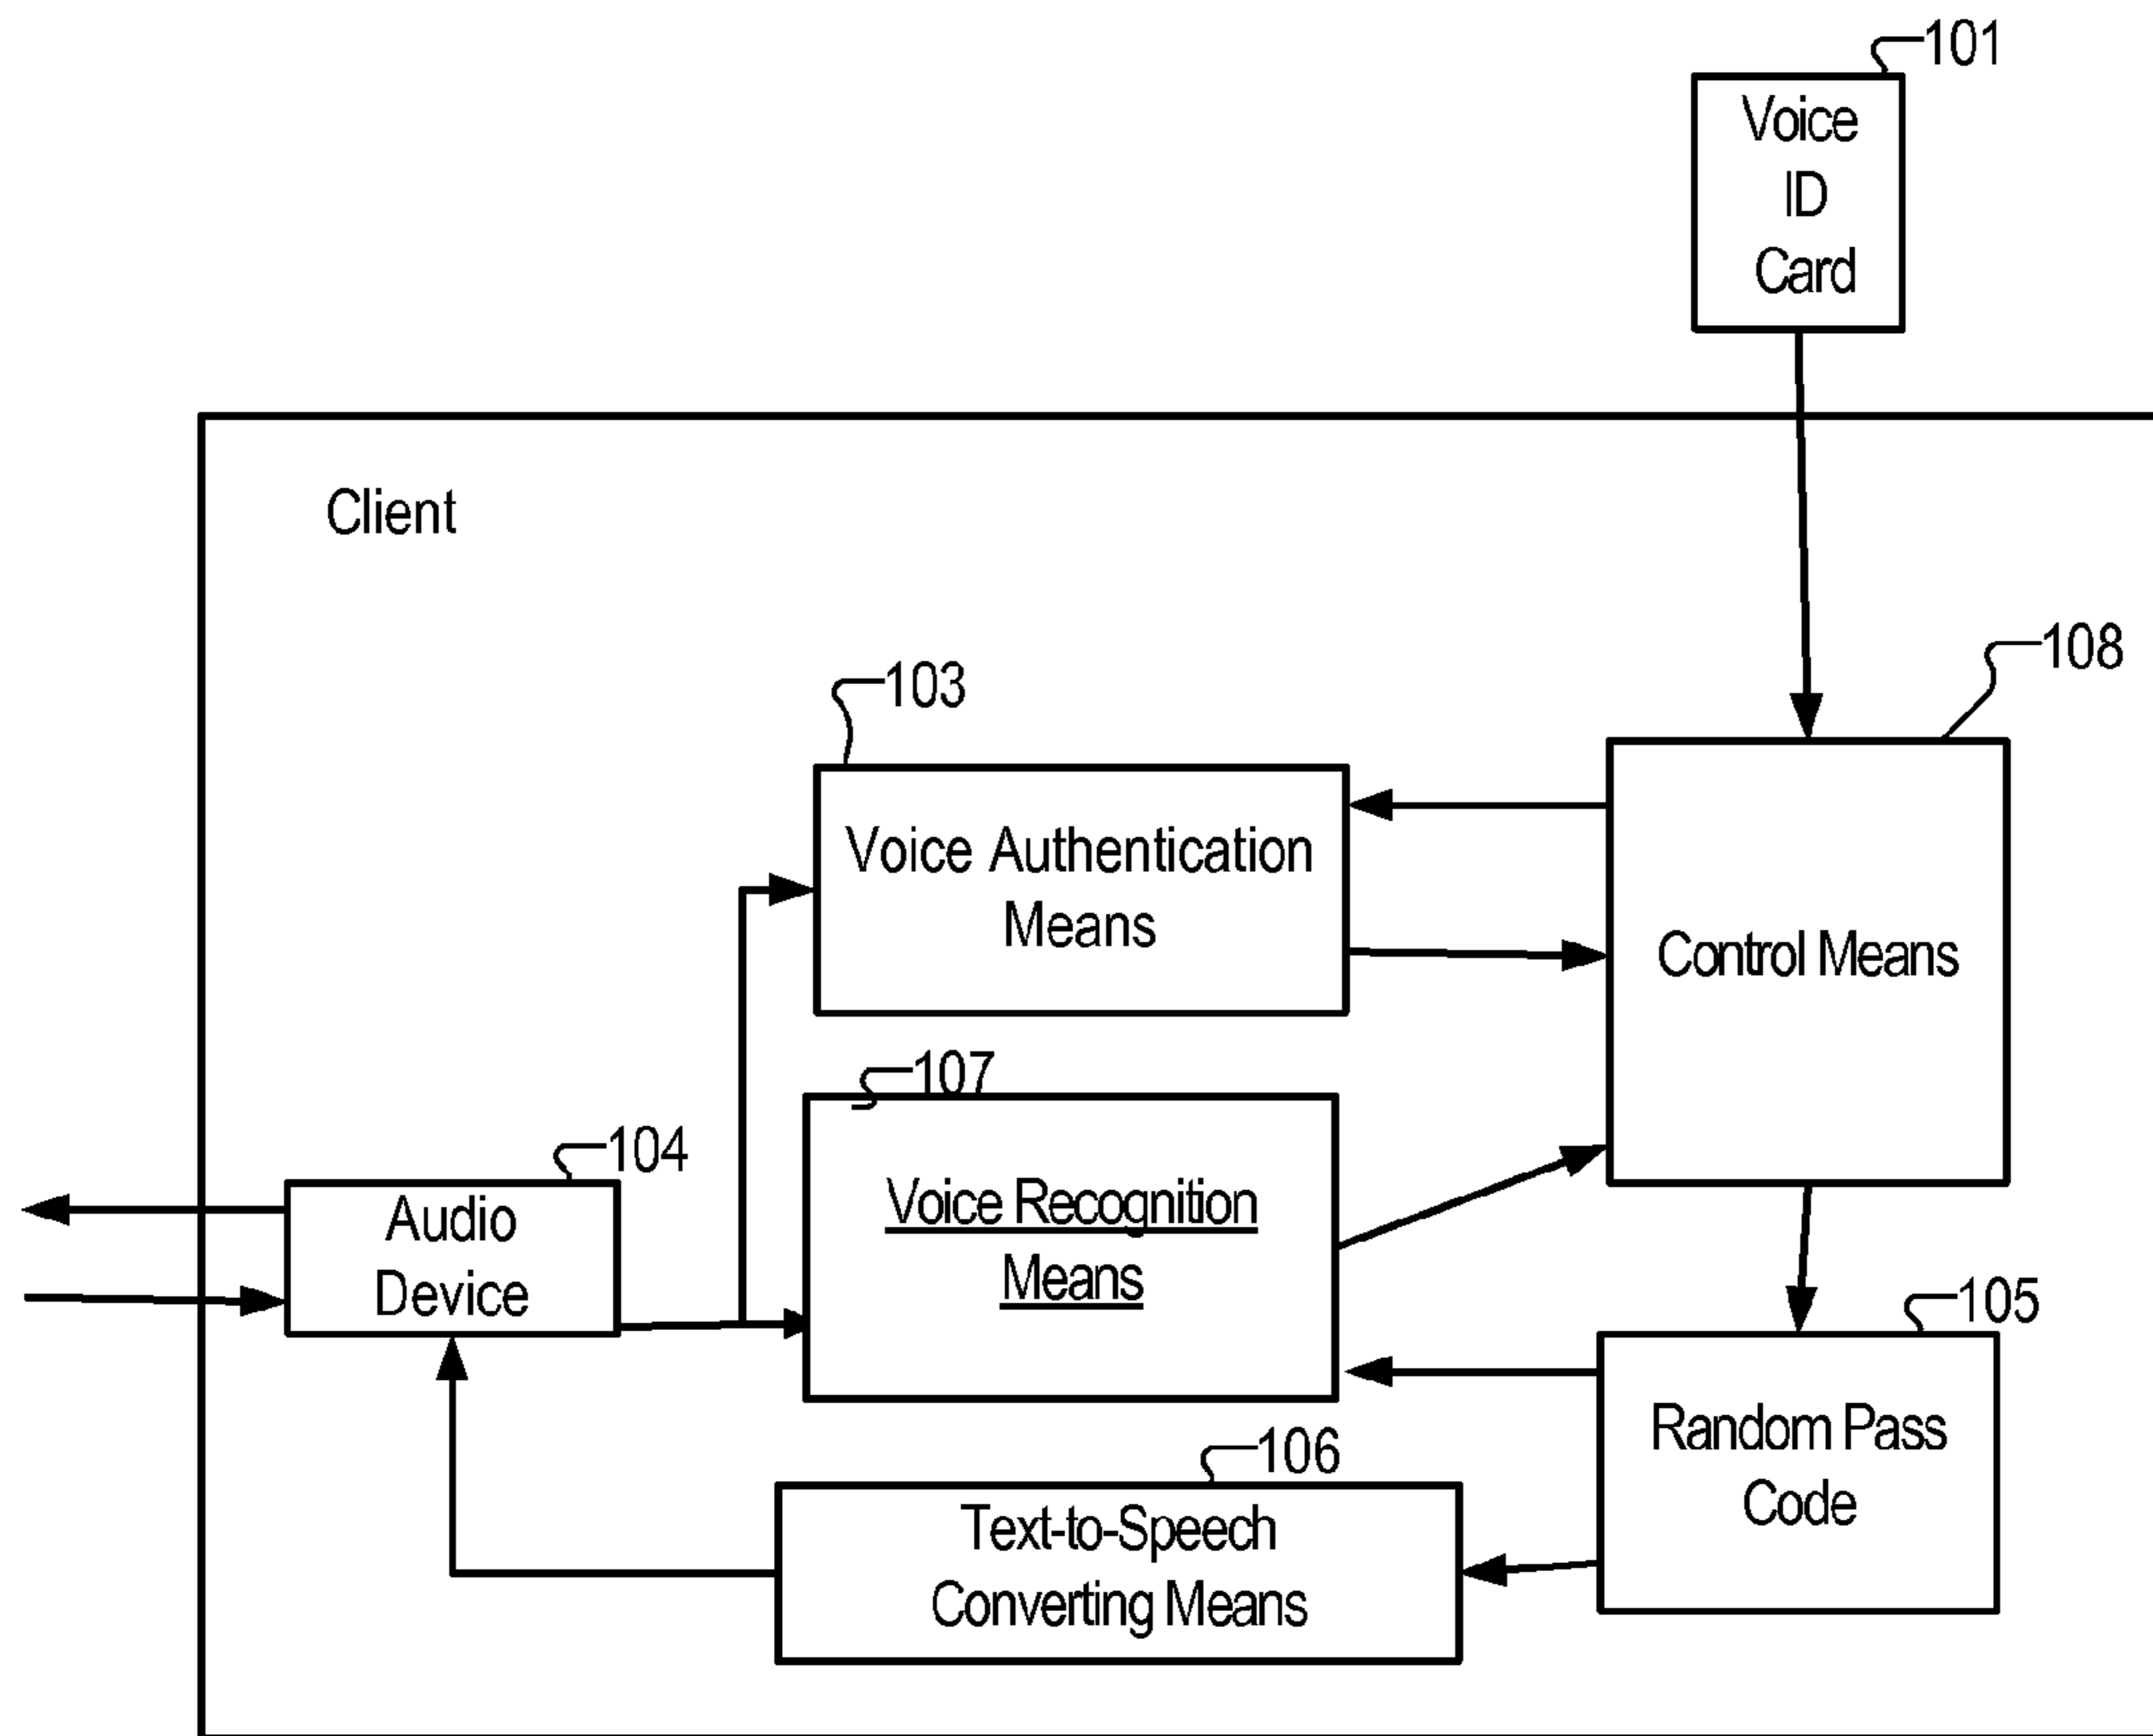 101
Voice
ID
Card
Client
108
103
Voice Authentication
Means
Control Means
107
104
Voice Recognition
Means
Audio
Device
105
Random Pass
Code
106
Text-to-Speech
Converting Means